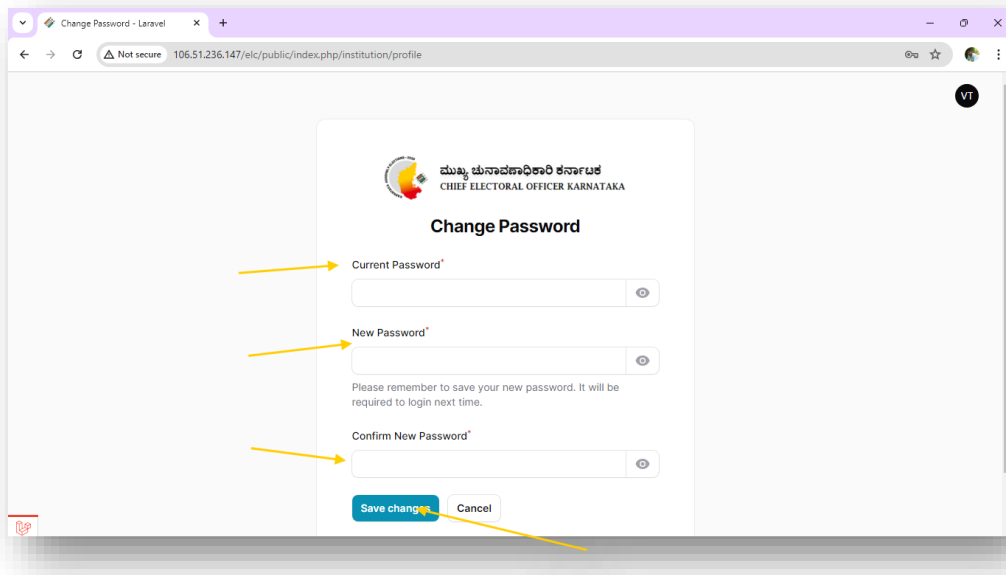 Change Password - Laravel
Not secure 106.51.236.147/elc/public/index.php/institution/profile
VT
ಮುಖ್ಯ ಚುನಾವಣಾಧಿಕಾರಿ ಕರ್ನಾಟಕ
CHIEF ELECTORAL OFFICER KARNATAKA
Change Password
Current Password*
New Password*
Please remember to save your new password. It will be
required to login next time.
Confirm New Password*
Save changes Cancel